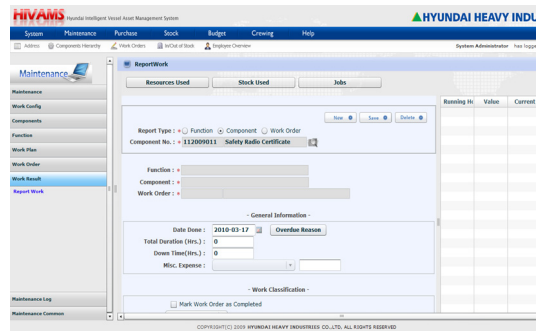 HIVAMS Hyundai Intelligent Vessel Asset Management System
HYUNDAI HEAVY INDU
System Maintenance Purchase Stock Budget Crewing Help
Address Components Hierarchy Work Orders In/Out of Stock Employee Overview System Administrator has logge
Maintenance
ReportWork
Resources Used Stock Used Jobs
Maintenance
Work Config
Components
Function
Work Plan
Work Order
Work Result
Report Work
Maintenance Log
Maintenance Common
Running Ho Value Current
New Save Delete
Report Type : * Function Component Work Order
Component No. : * 112009011 Safety Radio Certificate
Function : *
Component : *
Work Order : *
- General Information -
Date Done : 2010-03-17 Overdue Reason
Total Duration (Hrs.) : 0
Down Time(Hrs.) : 0
Misc. Expense :
- Work Classification -
Mark Work Order as Completed
COPYRIGHT(C) 2009 HYUNDAI HEAVY INDUSTRIES CO.,LTD. ALL RIGHTS RESERVED